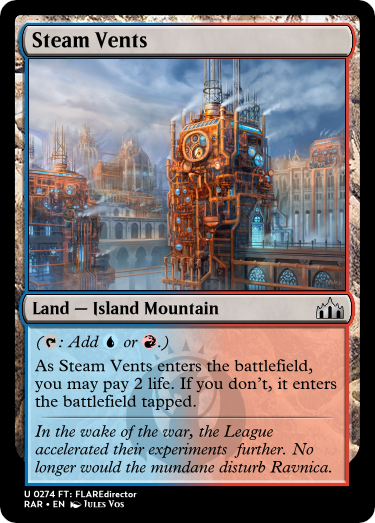 Steam Vents
Land — Island Mountain
(T: Add U or R.)
As Steam Vents enters the battlefield,
you may pay 2 life. If you don't, it enters
the battlefield tapped.
In the wake of the war, the League
accelerated their experiments  further. No
longer would the mundane disturb Ravnica.
U 0274 FT: FLAREdirector
RAR • EN Jules Vos